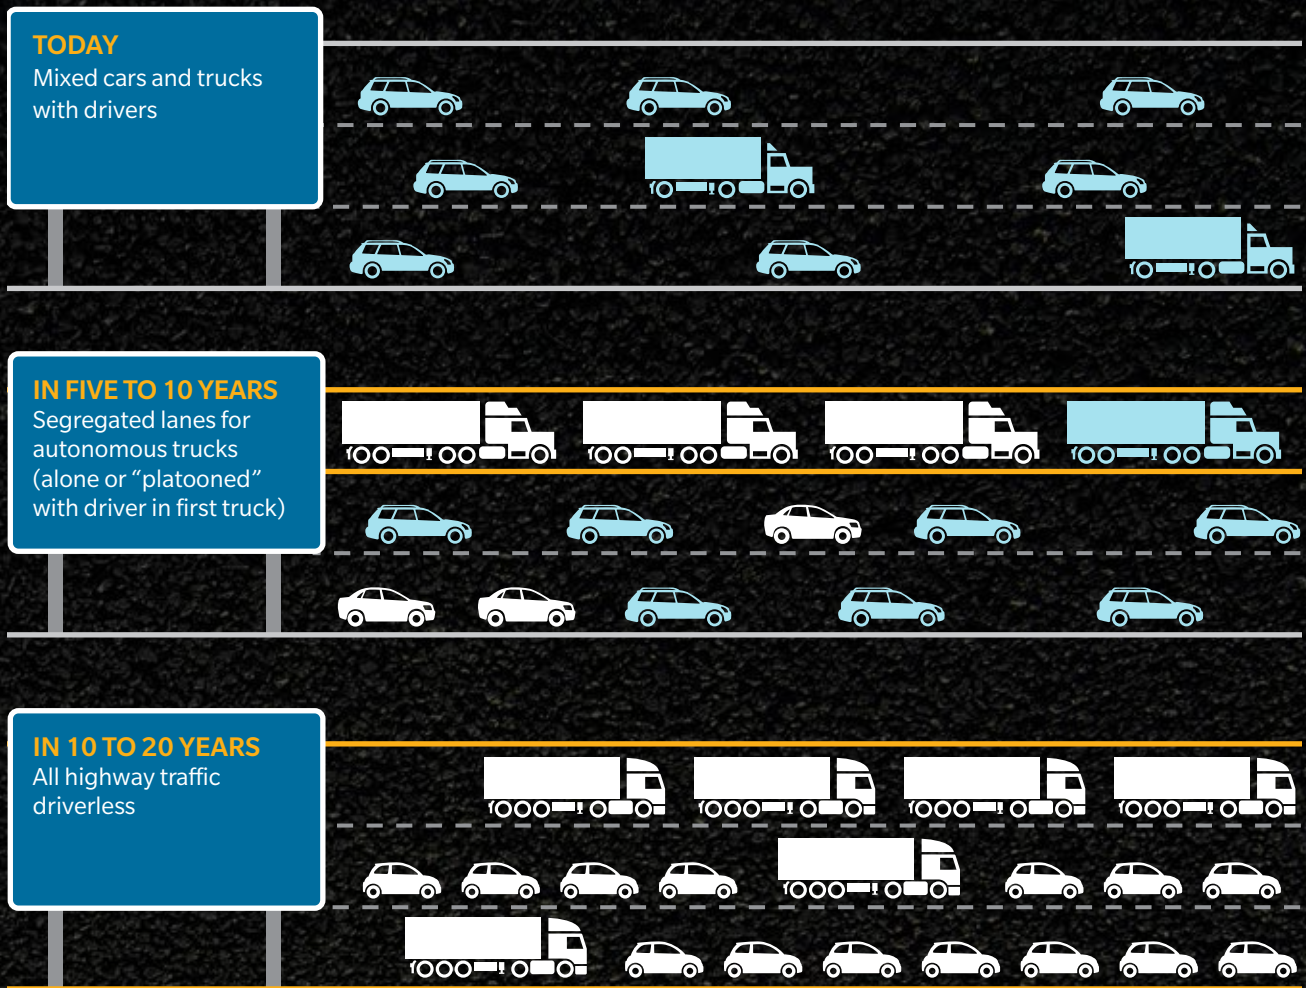 TODAY
Mixed cars and trucks
with drivers
IN FIVE TO 10 YEARS
Segregated lanes for
autonomous trucks
(alone or “platooned”
with driver in first truck)
IN 10 TO 20 YEARS
All highway traffic
driverless